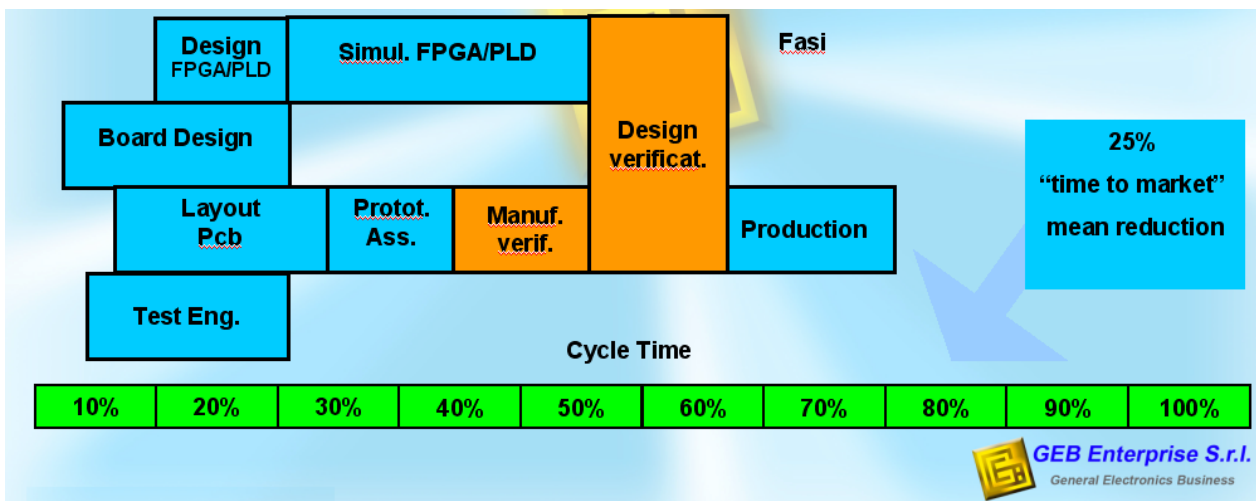 Design
FPGA/PLD
Simul. FPGA/PLD
Fasi
Board Design
Design
verificat.
25%
“time to market”
mean reduction
Layout
Pcb
Protot.
Ass.
Manuf.
verif.
Production
Test Eng.
Cycle Time
10%
20%
30%
40%
50%
60%
70%
80%
90%
100%
GEB Enterprise S.r.l.
General Electronics Business